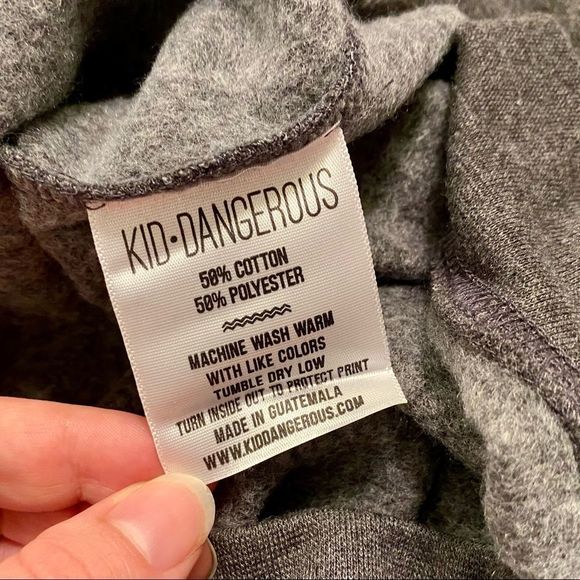 KID•DANGEROUS
50% COTTON
50% POLYESTER
MACHINE WASH WARM
WITH LIKE COLORS
TUMBLE DRY LOW
TURN INSIDE OUT TO PROTECT PRINT
MADE IN GUATEMALA
WWW.KIDDANGEROUS.COM